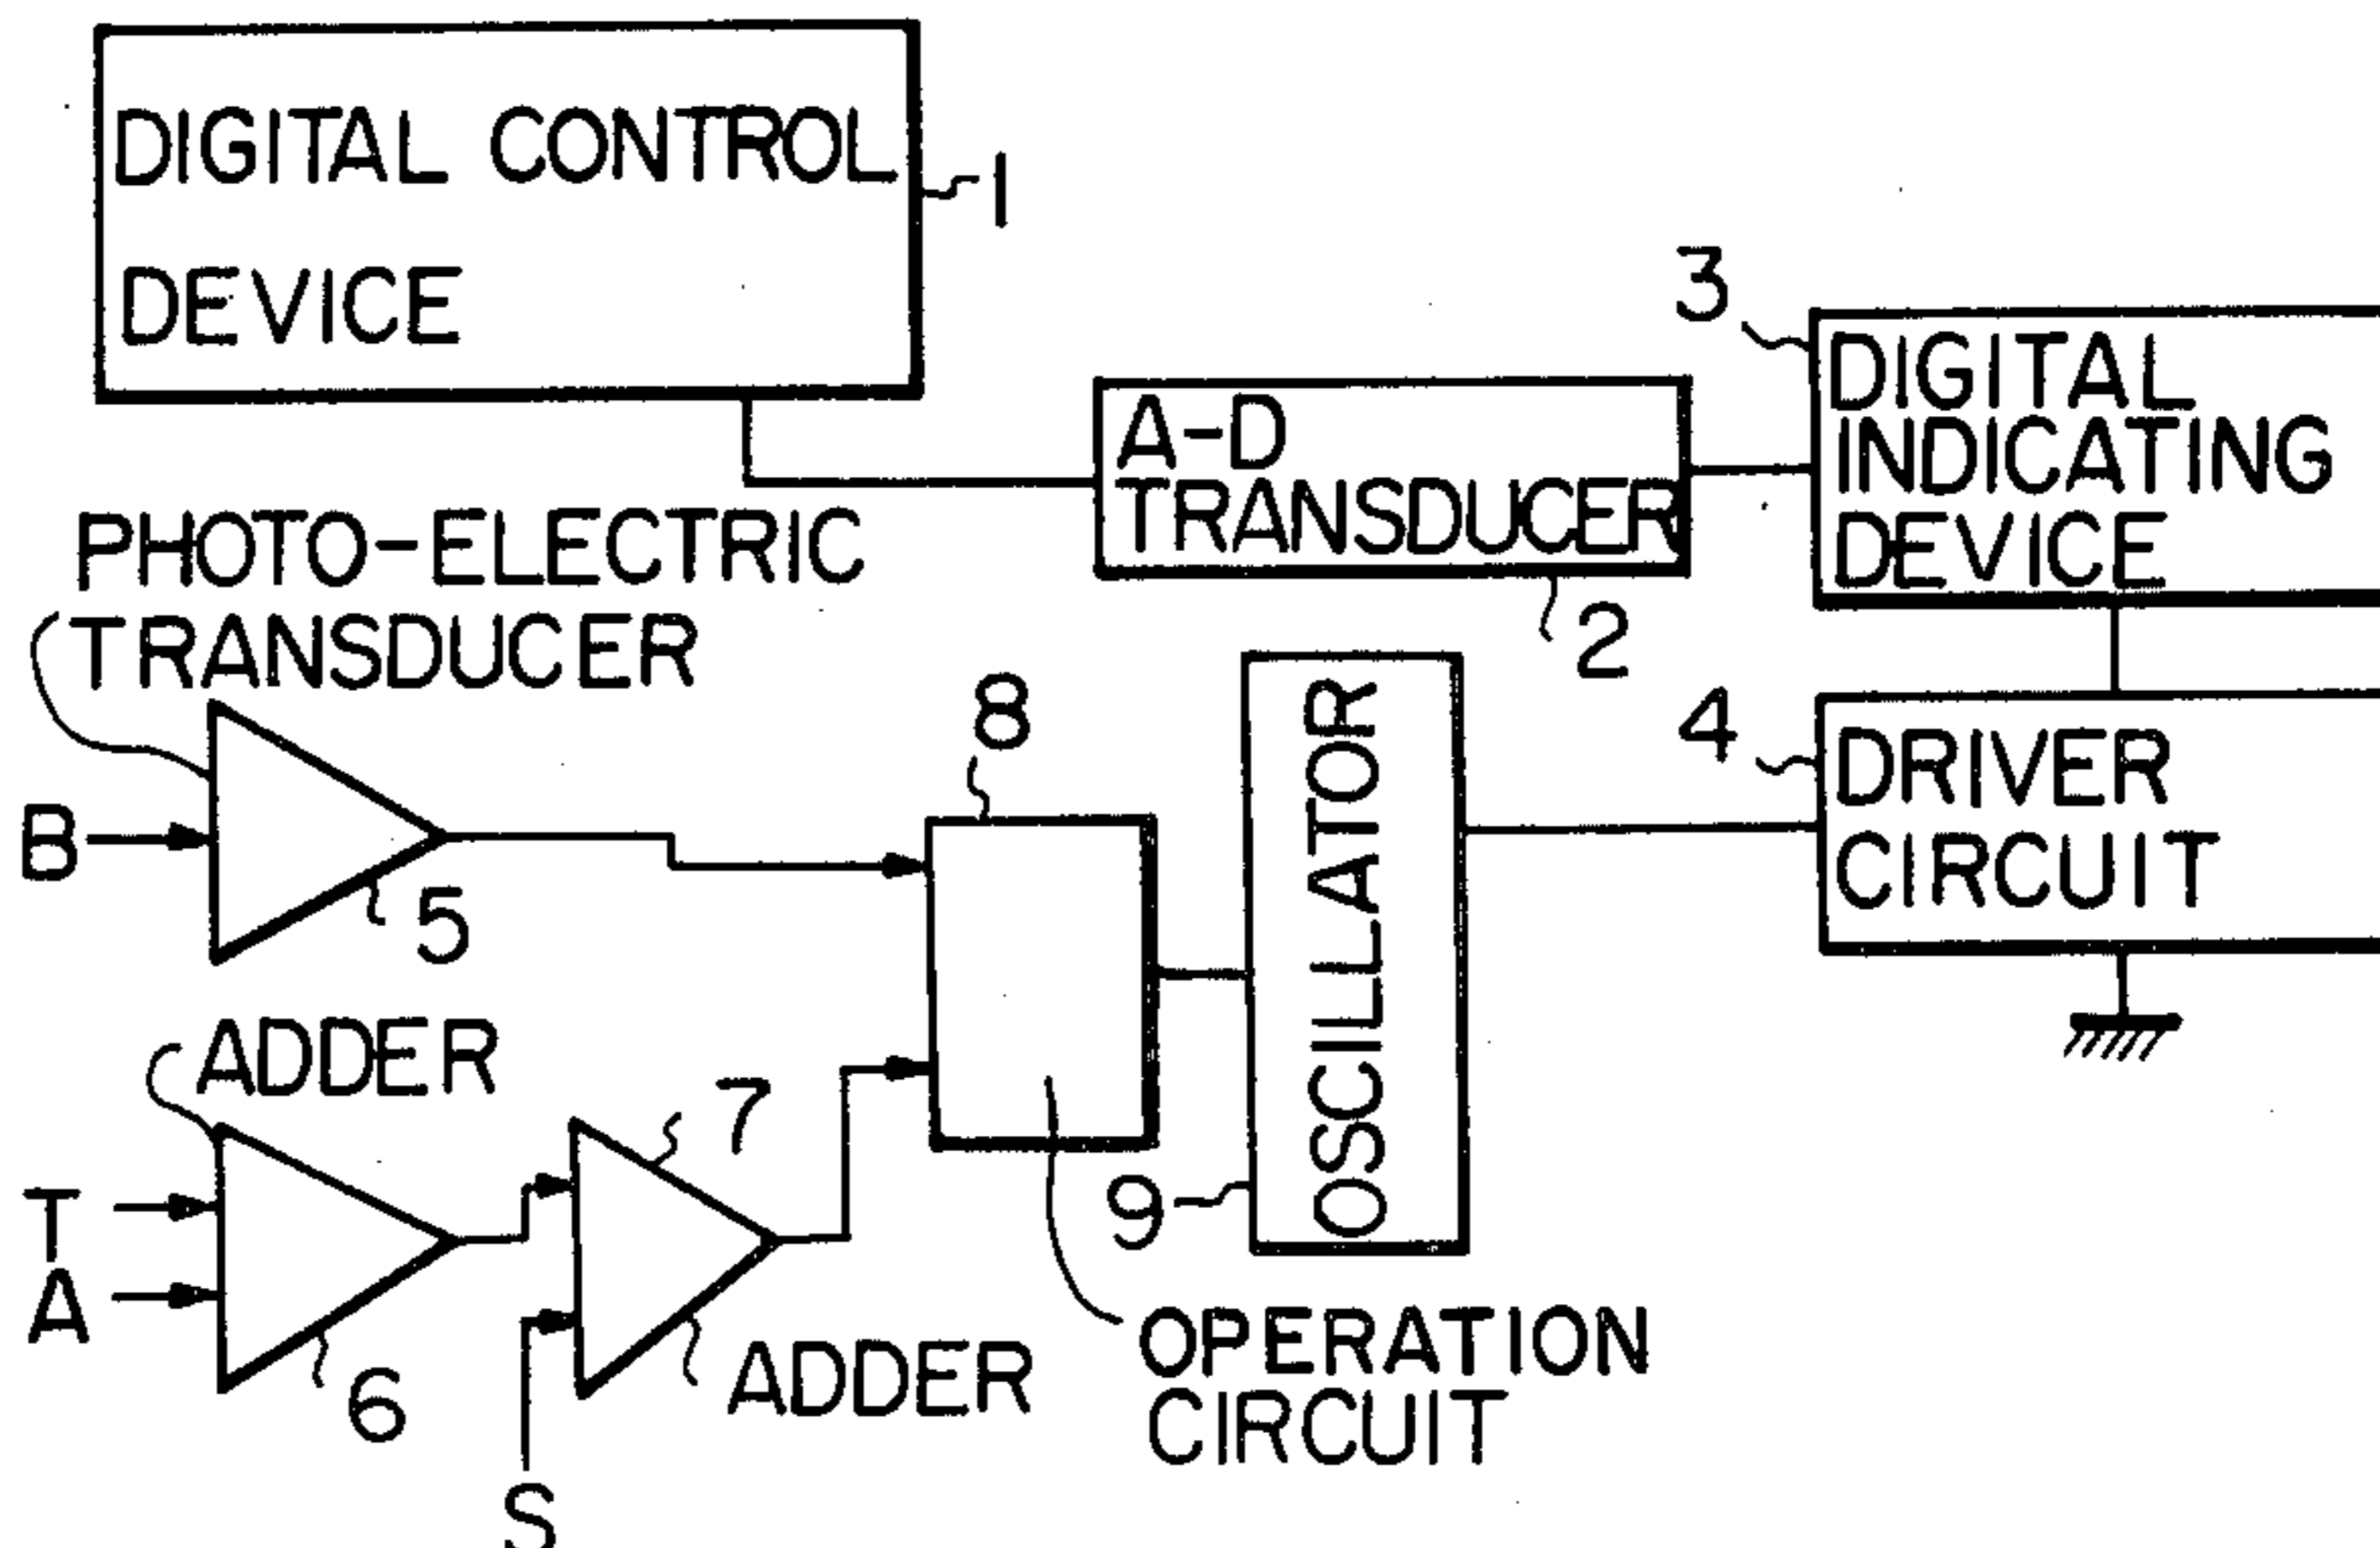 DIGITAL CONTROL
DEVICE
1
3
DIGITAL
INDICATING
DEVICE
A-D
TRANSDUCER
2
PHOTO-ELECTRIC
TRANSDUCER
8
4
DRIVER
CIRCUIT
B
5
OSCILLATOR
ADDER
7
9
T
A
6
ADDER
OPERATION
CIRCUIT
S